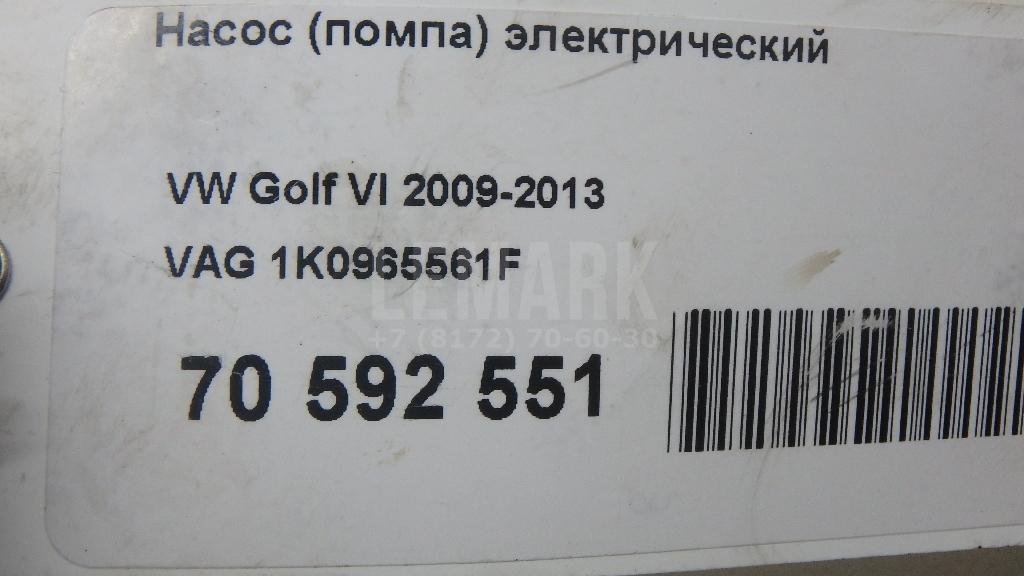 Насос (помпа) электрический
VW Golf VI 2009-2013
VAG 1K0965561F
LEMARK
+7 (8172) 70-60-30
70 592 551